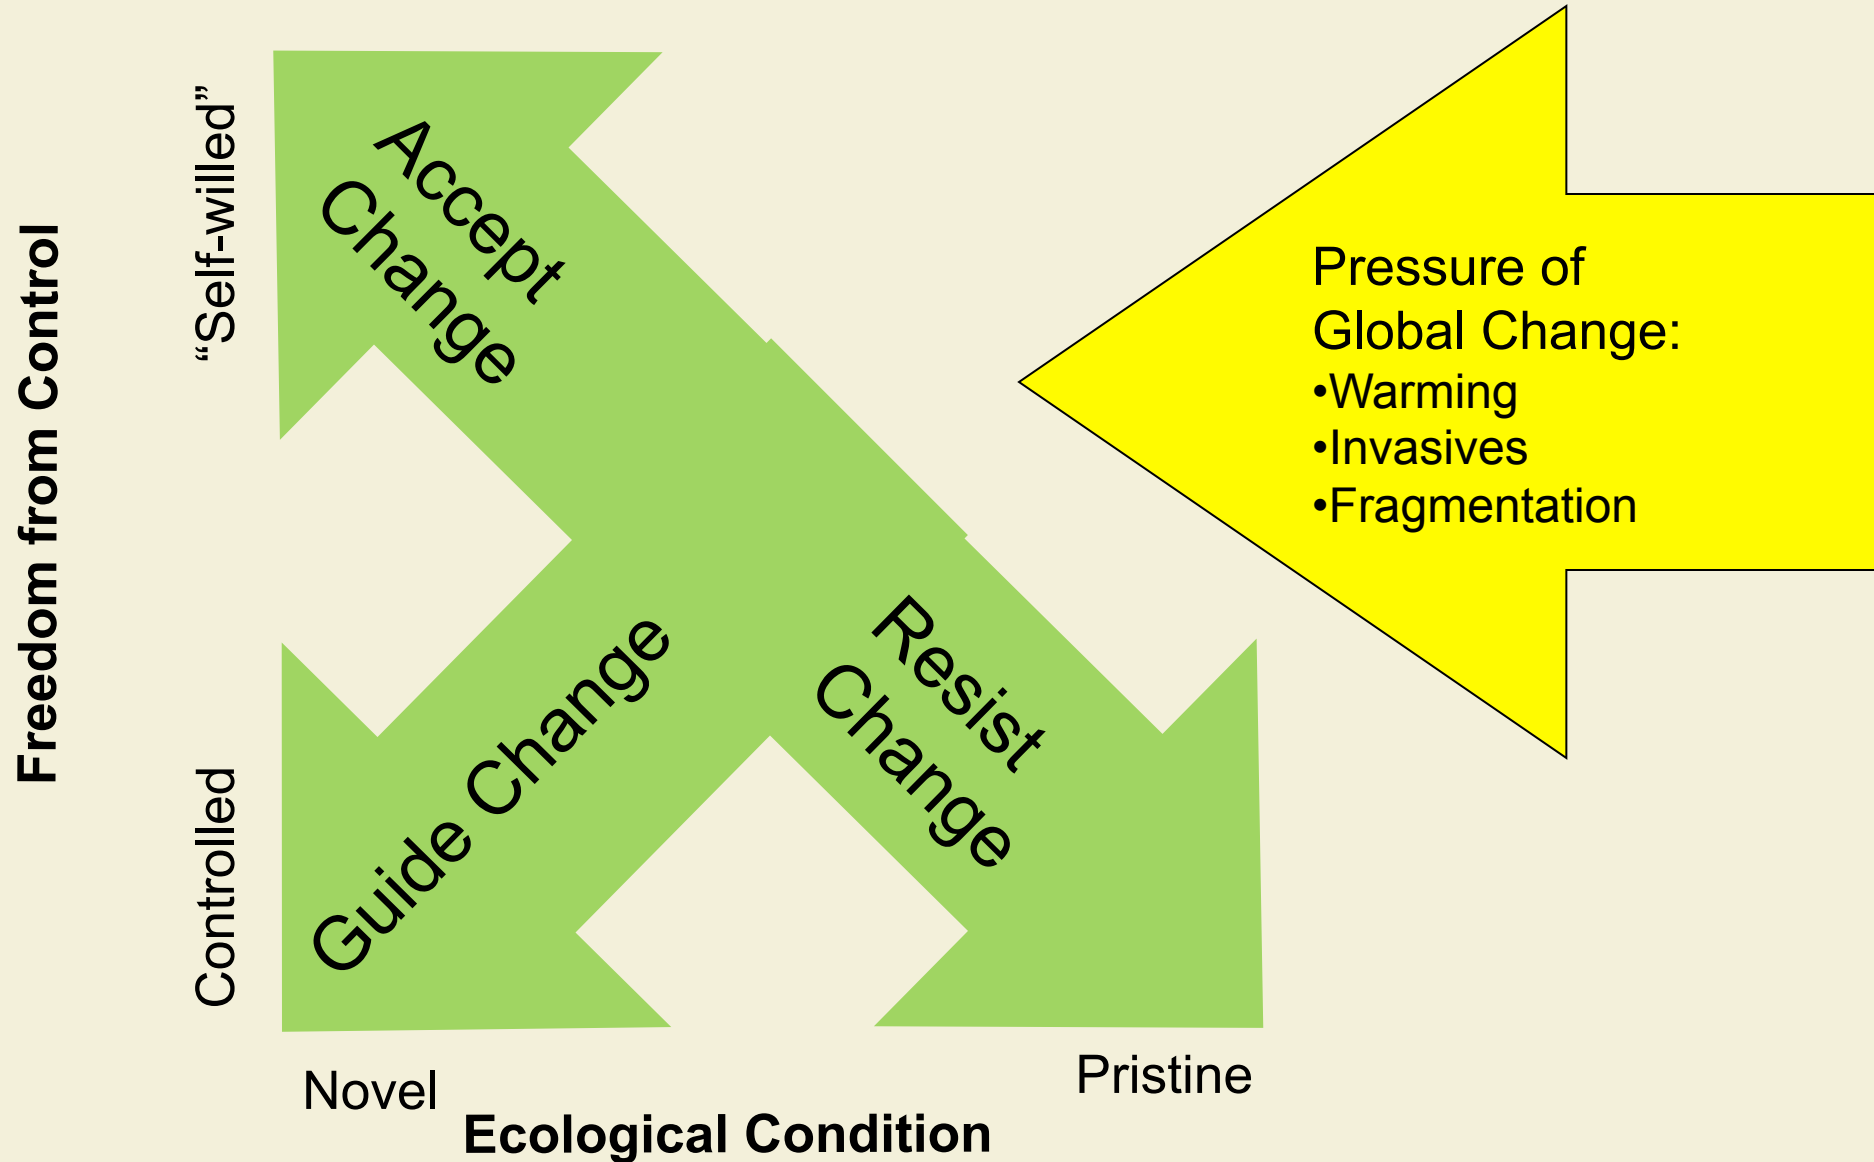 Freedom from Control
“Self-willed”
Controlled
Accept
Change
Guide Change
Resist
Change
Pressure of
Global Change:
•Warming
•Invasives
•Fragmentation
Novel
Pristine
Ecological Condition